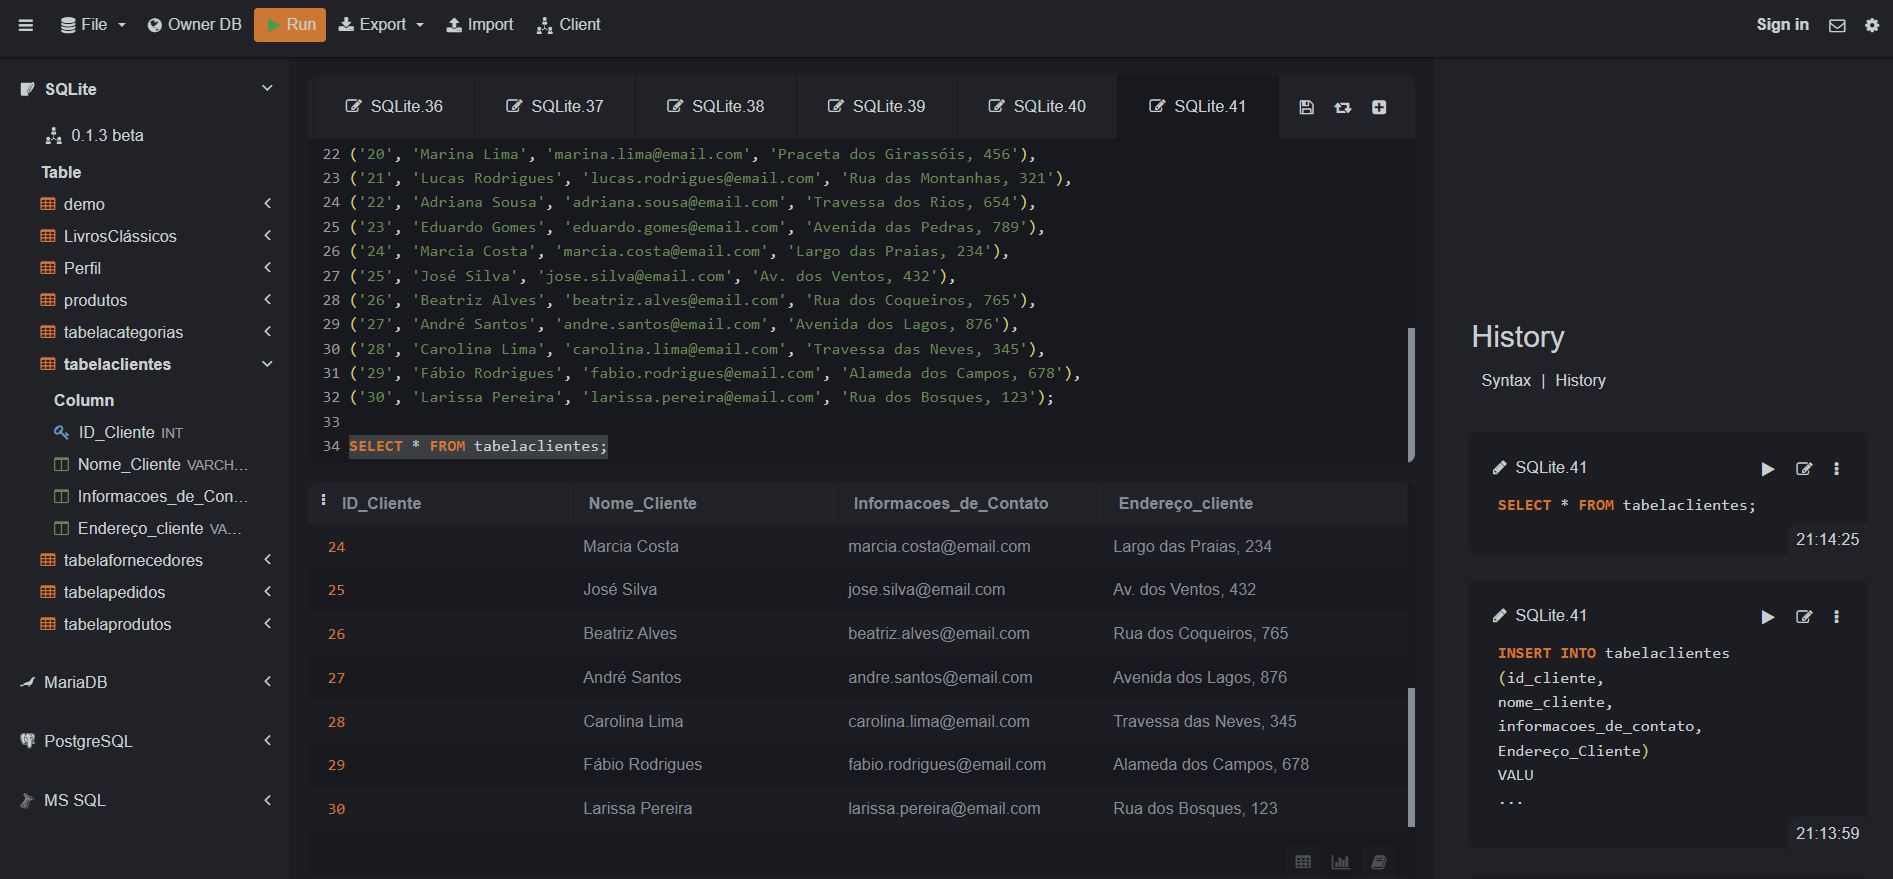 File Owner DB Run Export Import Client Sign in
SQLite
0.1.3 beta
Table
demo
LivrosClássicos
Perfil
produtos
tabelacategorias
tabelaclientes
Column
ID_Cliente INT
Nome_Cliente VARCH...
Informacoes_de_Con...
Endereço_cliente VA...
tabelafornecedores
tabelapedidos
tabelaprodutos
MariaDB
PostgreSQL
MS SQL
SQLite.36 SQLite.37 SQLite.38 SQLite.39 SQLite.40 SQLite.41
22 ('20', 'Marina Lima', 'marina.lima@email.com', 'Praceta dos Girassóis, 456'),
23 ('21', 'Lucas Rodrigues', 'lucas.rodrigues@email.com', 'Rua das Montanhas, 321'),
24 ('22', 'Adriana Sousa', 'adriana.sousa@email.com', 'Travessa dos Rios, 654'),
25 ('23', 'Eduardo Gomes', 'eduardo.gomes@email.com', 'Avenida das Pedras, 789'),
26 ('24', 'Marcia Costa', 'marcia.costa@email.com', 'Largo das Praias, 234'),
27 ('25', 'José Silva', 'jose.silva@email.com', 'Av. dos Ventos, 432'),
28 ('26', 'Beatriz Alves', 'beatriz.alves@email.com', 'Rua dos Coqueiros, 765'),
29 ('27', 'André Santos', 'andre.santos@email.com', 'Avenida dos Lagos, 876'),
30 ('28', 'Carolina Lima', 'carolina.lima@email.com', 'Travessa das Neves, 345'),
31 ('29', 'Fábio Rodrigues', 'fabio.rodrigues@email.com', 'Alameda dos Campos, 678'),
32 ('30', 'Larissa Pereira', 'larissa.pereira@email.com', 'Rua dos Bosques, 123');
33
34 SELECT * FROM tabelaclientes;
ID_Cliente Nome_Cliente Informacoes_de_Contato Endereço_cliente
24 Marcia Costa marcia.costa@email.com Largo das Praias, 234
25 José Silva jose.silva@email.com Av. dos Ventos, 432
26 Beatriz Alves beatriz.alves@email.com Rua dos Coqueiros, 765
27 André Santos andre.santos@email.com Avenida dos Lagos, 876
28 Carolina Lima carolina.lima@email.com Travessa das Neves, 345
29 Fábio Rodrigues fabio.rodrigues@email.com Alameda dos Campos, 678
30 Larissa Pereira larissa.pereira@email.com Rua dos Bosques, 123
History
Syntax | History
SQLite.41
SELECT * FROM tabelaclientes;
21:14:25
SQLite.41
INSERT INTO tabelaclientes
(id_cliente,
nome_cliente,
informacoes_de_contato,
Endereço_Cliente)
VALU
...
21:13:59